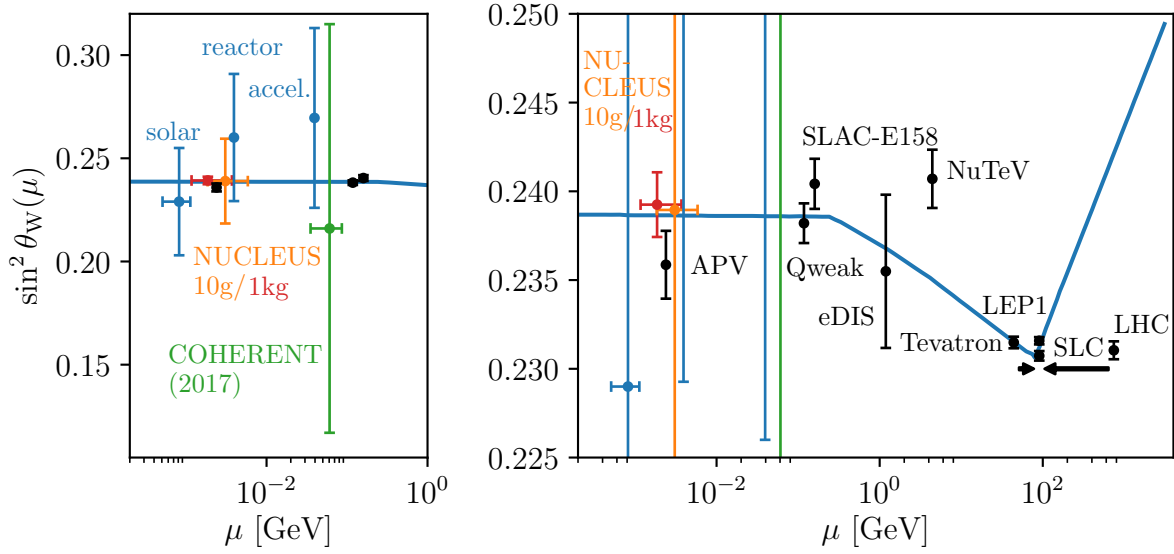 sin² θ_W(μ)
0.30
0.25
0.20
0.15
reactor
accel.
solar
NUCLEUS
10g/1kg
COHERENT
(2017)
10⁻²
10⁰
μ [GeV]
0.250
0.245
0.240
0.235
0.230
0.225
NU-
CLEUS
10g/1kg
SLAC-E158
NuTeV
APV
Qweak
eDIS
LEP1
Tevatron
SLC
LHC
10⁻²
10⁰
10²
μ [GeV]